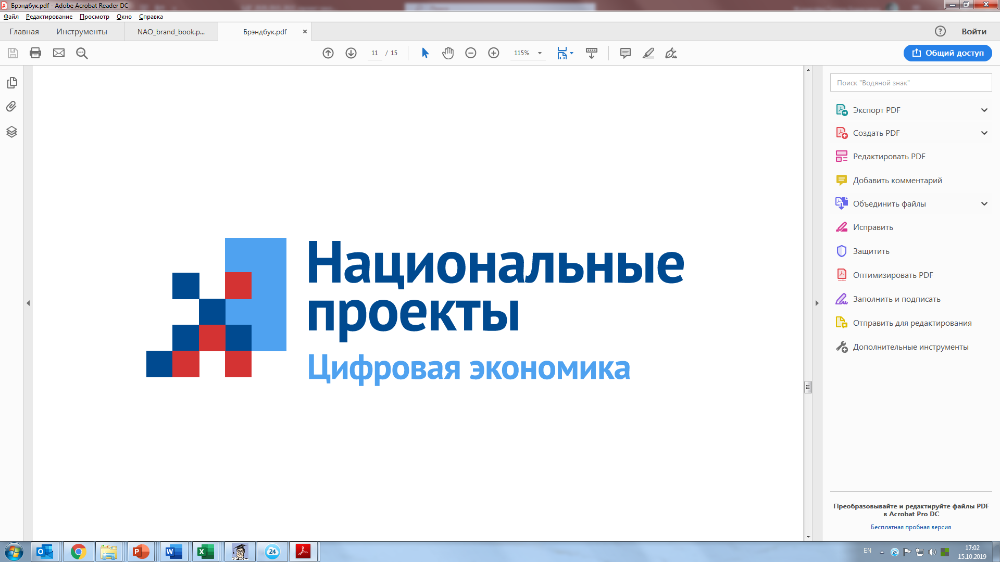 Брэндбук.pdf - Adobe Acrobat Reader DC
Файл Редактирование Просмотр Окно Справка
Главная Инструменты NAO_brand_book.p... Брэндбук.pdf Войти
11 / 15 115% Общий доступ
Поиск "Водяной знак"
Экспорт PDF
Создать PDF
Редактировать PDF
Добавить комментарий
Объединить файлы
Исправить
Защитить
Оптимизировать PDF
Заполнить и подписать
Отправить для редактирования
Дополнительные инструменты
Национальные
проекты
Цифровая экономика
Преобразовывайте и редактируйте файлы PDF
в Acrobat Pro DC
Бесплатная пробная версия
24
EN
24
17:02
15.10.2019